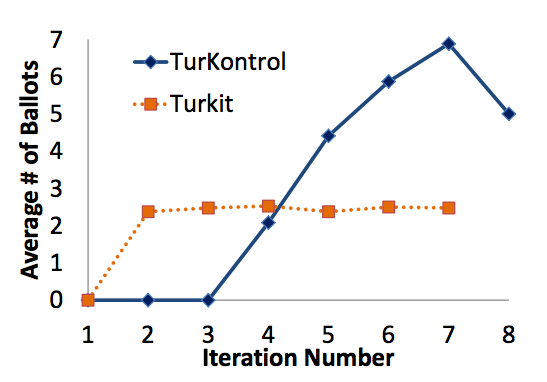 7
6
5
4
3
2
1
0
Average # of Ballots
TurKontrol
Turkit
1 2 3 4 5 6 7 8
Iteration Number